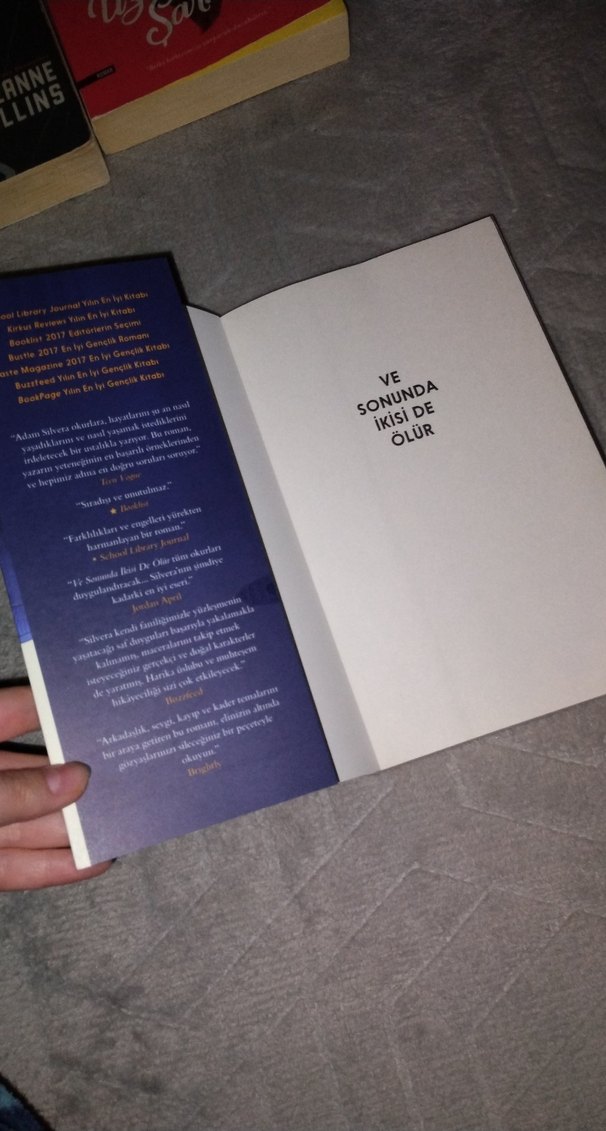 ANNE
LLINS
Şar
ool Library Journal Yılın En İyi Kitabı
Kirkus Reviews Yılın En İyi Kitabı
Booklist 2017 Editörlerin Seçimi
Bustle 2017 En İyi Gençlik Romanı
aste Magazine 2017 En İyi Gençlik Kitabı
Buzzfeed Yılın En İyi Gençlik Kitabı
BookPage Yılın En İyi Gençlik Kitabı
"Adam Silvera okurlara, hayatlarını şu an nasıl
yaşadıklarını ve nasıl yaşamak istediklerini
irdeletecek bir ustalıkla yazıyor. Bu roman,
yazarın yeteneğinin en başarılı örneklerinden
ve hepimiz adına en doğru soruları soruyor."
Teen Vogue
"Sıradışı ve unutulmaz."
★ Booklist
"Farklılıkları ve engelleri yürekten
harmanlayan bir roman."
★ School Library Journal
"Ve Sonunda İkisi De Ölür tüm okurları
duygulandıracak... Silvera'nın şimdiye
kadarki en iyi eseri."
Jordan April
"Silvera kendi faniliğimizle yüzleşmenin
yaşatacağı saf duyguları başarıyla yakalamakla
kalmamış, maceralarını takip etmek
isteyeceğiniz gerçekçi ve doğal karakterler
de yaratmış. Harika üslubu ve muhteşem
hikâyeciliği sizi çok etkileyecek."
Buzzfeed
"Arkadaşlık, sevgi, kayıp ve kader temalarını
bir araya getiren bu romanı, elinizin altında
gözyaşlarınızı sileceğiniz bir peçeteyle
okuyun."
Brightly
VE
SONUNDA
İKİSİ DE
ÖLÜR